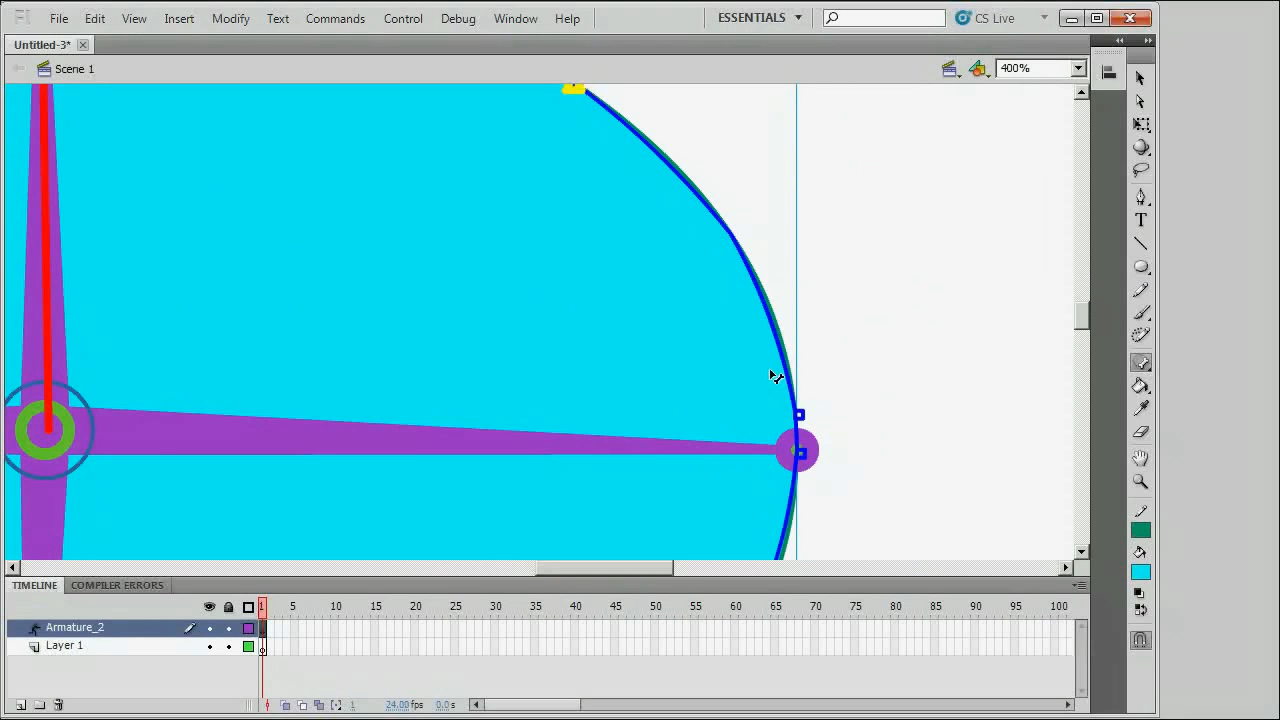 Fl File Edit View Insert Modify Text Commands Control Debug Window Help ESSENTIALS CS Live
Untitled-3*
Scene 1 400%
T
TIMELINE COMPILER ERRORS
1 5 10 15 20 25 30 35 40 45 50 55 60 65 70 75 80 85 90 95 100
Armature_2
Layer 1
1 24.00 fps 0.0 s